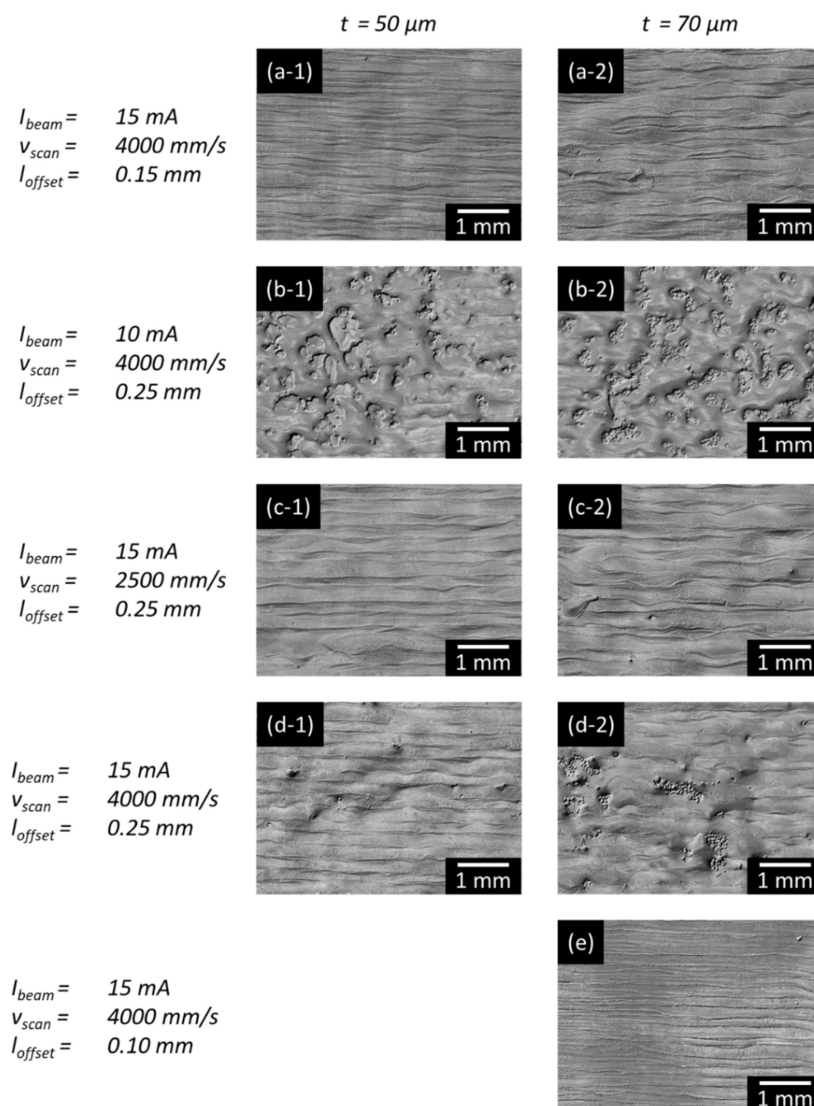 t = 50 μm
t = 70 μm
(a-1)
(a-2)
I_beam = 15 mA
v_scan = 4000 mm/s
l_offset = 0.15 mm
1 mm
1 mm
(b-1)
(b-2)
I_beam = 10 mA
v_scan = 4000 mm/s
l_offset = 0.25 mm
1 mm
1 mm
(c-1)
(c-2)
I_beam = 15 mA
v_scan = 2500 mm/s
l_offset = 0.25 mm
1 mm
1 mm
(d-1)
(d-2)
I_beam = 15 mA
v_scan = 4000 mm/s
l_offset = 0.25 mm
1 mm
1 mm
(e)
I_beam = 15 mA
v_scan = 4000 mm/s
l_offset = 0.10 mm
1 mm